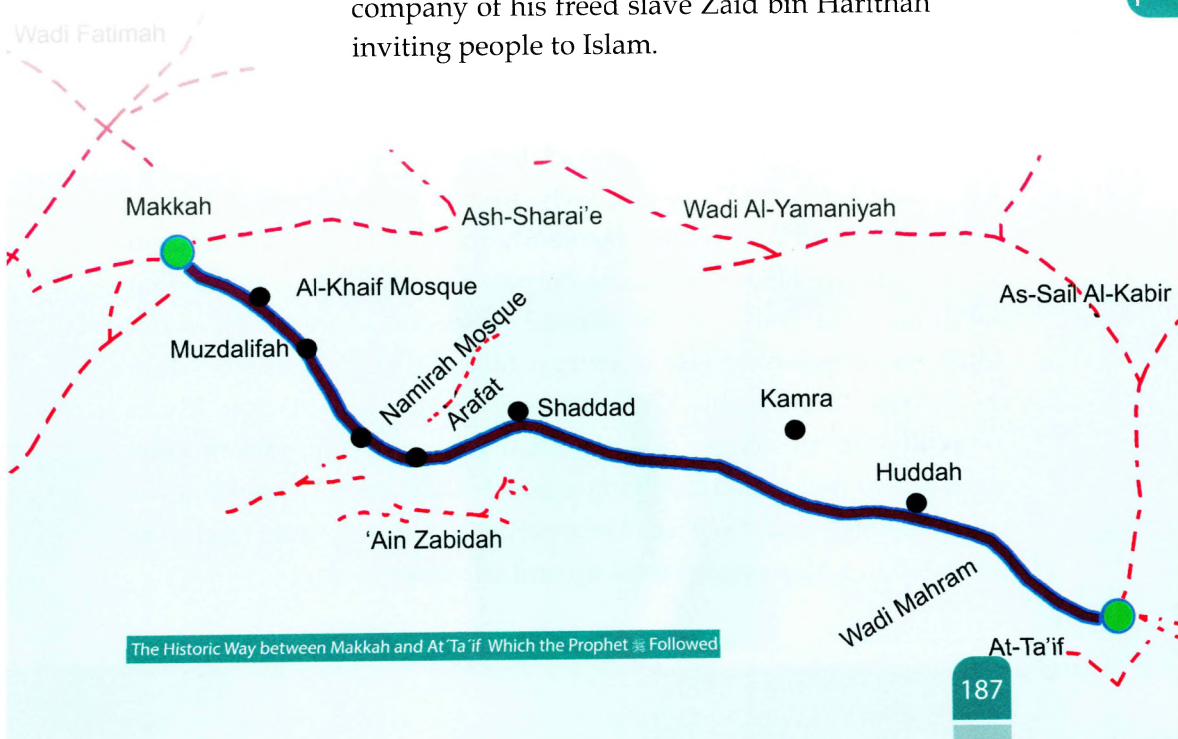 company of his freed slave Zaid bin Harithah
inviting people to Islam.
Wadi Fatimah
Makkah
Ash-Sharai'e
Wadi Al-Yamaniyah
Al-Khaif Mosque
As-Sail Al-Kabir
Muzdalifah
Namirah Mosque
Arafat
Shaddad
Kamra
Huddah
'Ain Zabidah
Wadi Mahram
The Historic Way between Makkah and At´Ta´if Which the Prophet ﷺ Followed
At-Ta'if
187